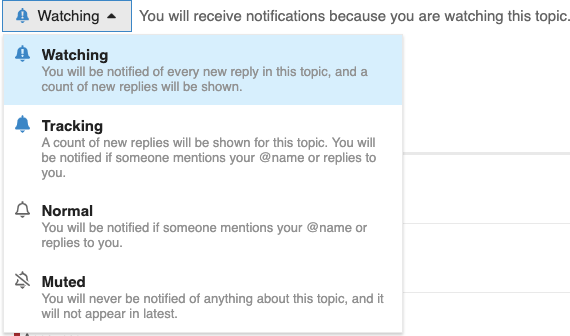 Watching You will receive notifications because you are watching this topic.
Watching
You will be notified of every new reply in this topic, and a
count of new replies will be shown.
Tracking
A count of new replies will be shown for this topic. You will
be notified if someone mentions your @name or replies to
you.
Normal
You will be notified if someone mentions your @name or
replies to you.
Muted
You will never be notified of anything about this topic, and it
will not appear in latest.